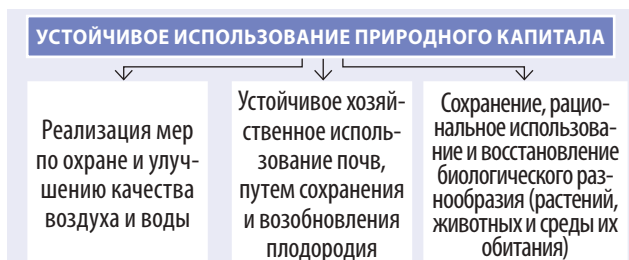 УСТОЙЧИВОЕ ИСПОЛЬЗОВАНИЕ ПРИРОДНОГО КАПИТАЛА
Реализация мер
по охране и улуч-
шению качества
воздуха и воды
Устойчивое хозяй-
ственное исполь-
зование почв,
путем сохранения
и возобновления
плодородия
Сохранение, рацио-
нальное использова-
ние и восстановление
биологического раз-
нообразия (растений,
животных и среды их
обитания)